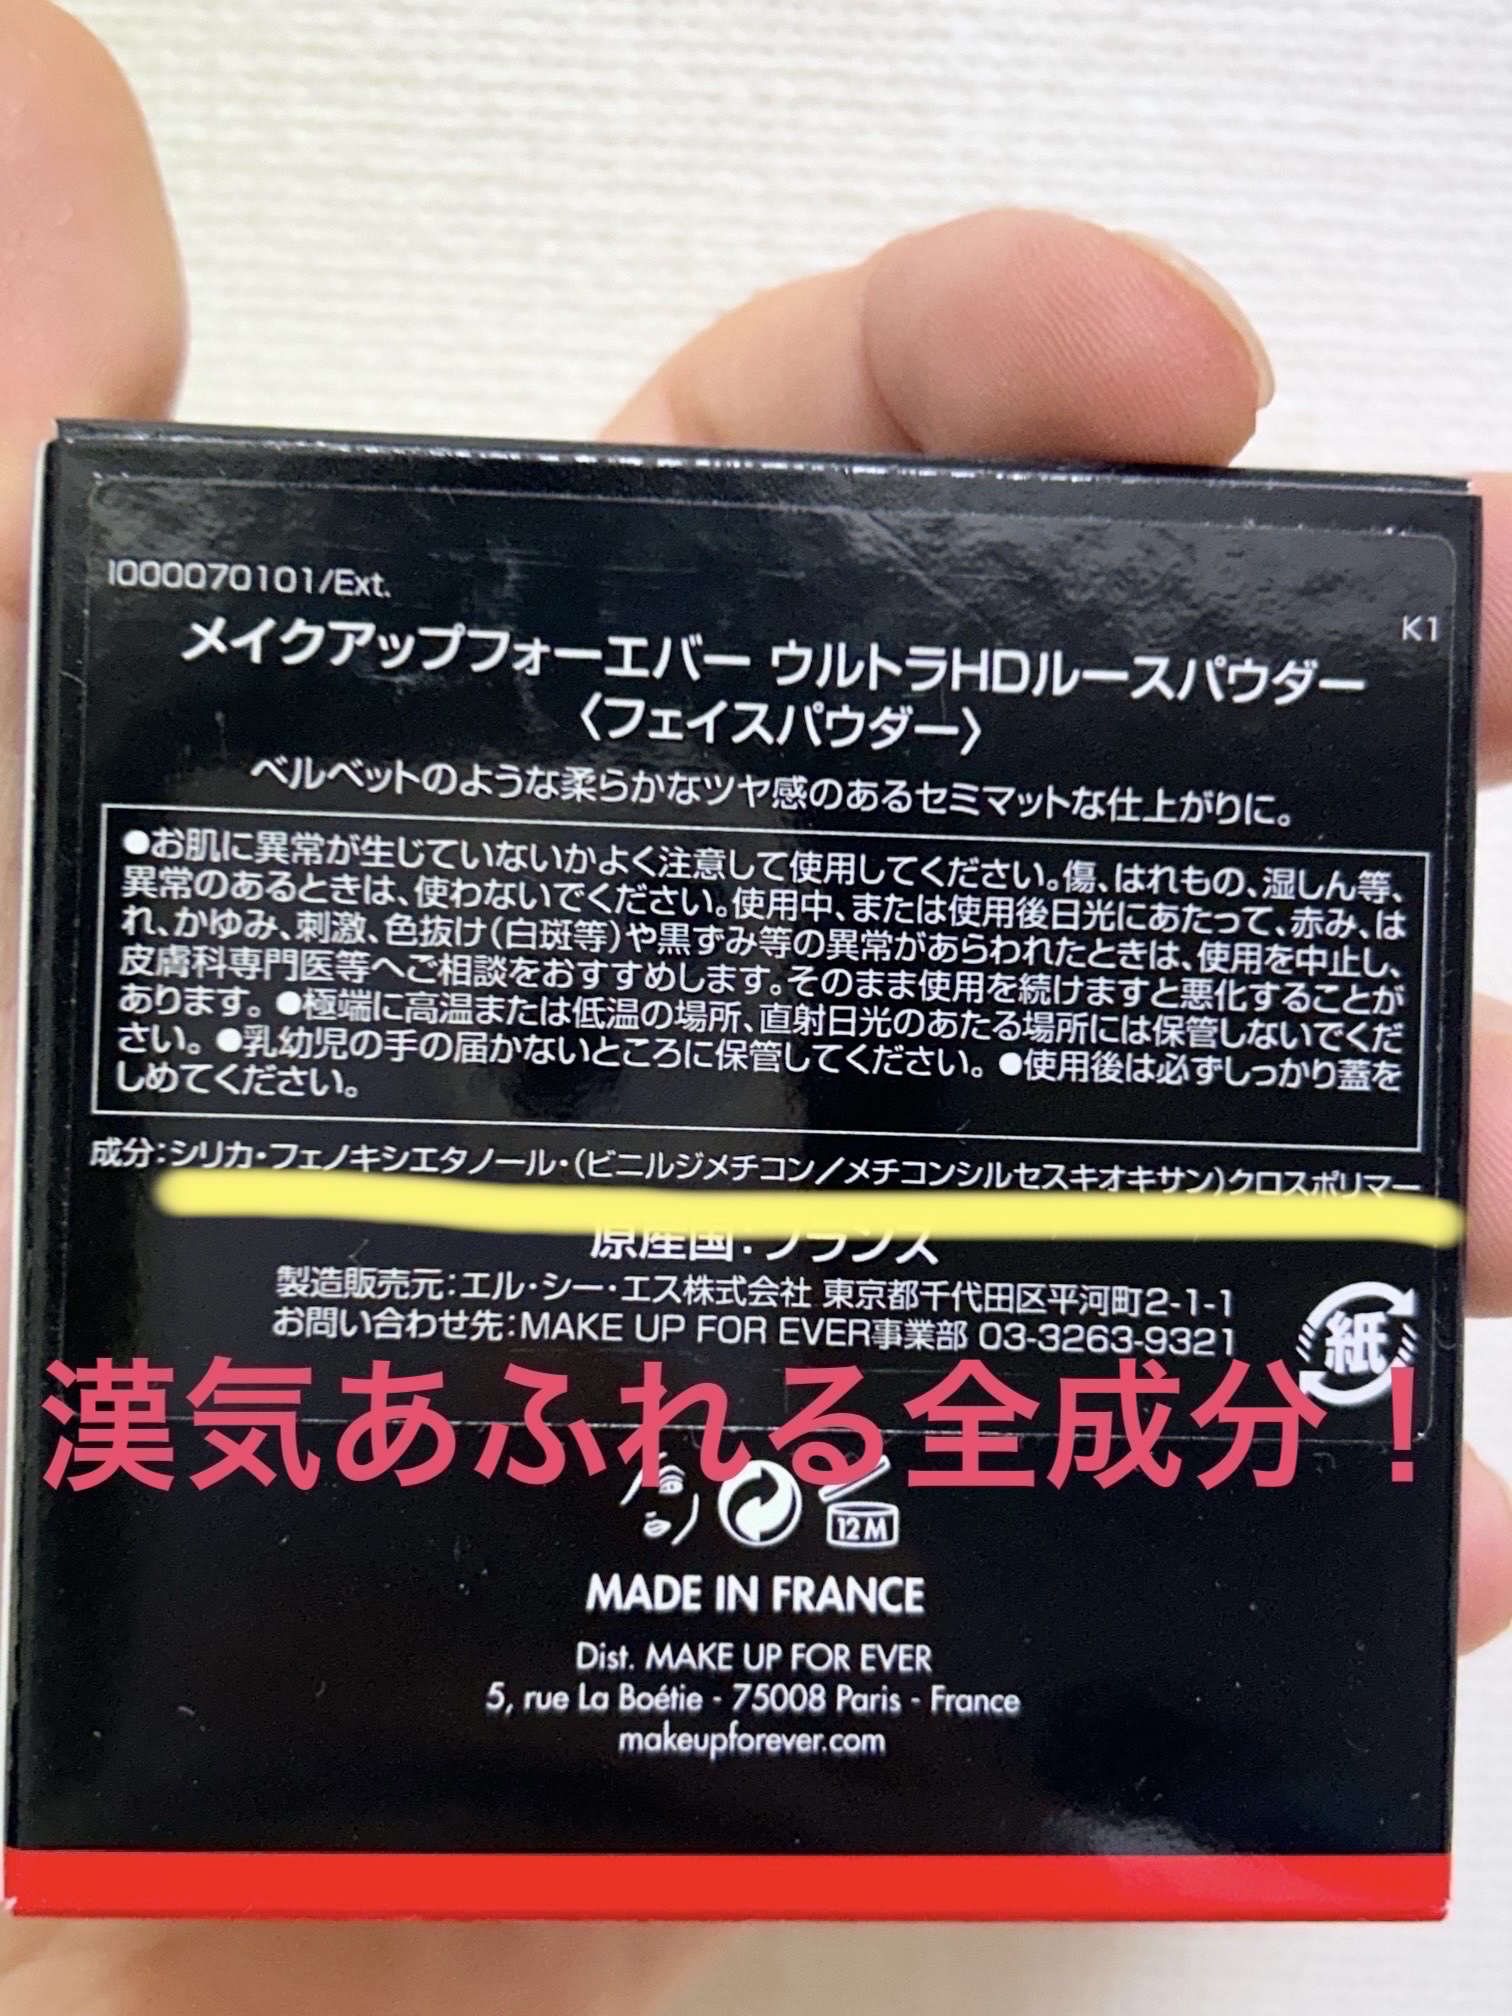 1000070101/Ext.
K1
メイクアップフォーエバー ウルトラHDルースパウダー
〈フェイスパウダー〉
ベルベットのような柔らかなツヤ感のあるセミマットな仕上がりに。
●お肌に異常が生じていないかよく注意して使用してください。傷、はれもの、湿しん等、
異常のあるときは、使わないでください。使用中、または使用後日光にあたって、赤み、は
れ、かゆみ、刺激、色抜け(白斑等)や黒ずみ等の異常があらわれたときは、使用を中止し、
皮膚科専門医等へご相談をおすすめします。そのまま使用を続けますと悪化することが
あります。●極端に高温または低温の場所、直射日光のあたる場所には保管しないでくだ
さい。●乳幼児の手の届かないところに保管してください。●使用後は必ずしっかり蓋を
しめてください。
成分:シリカ・フェノキシエタノール・(ビニルジメチコン/メチコンシルセスキオキサン)クロスポリマー
原産国:フランス
製造販売元:エル・シー・エス株式会社 東京都千代田区平河町2-1-1
お問い合わせ先:MAKE UP FOR EVER事業部 03-3263-9321
紙
漢気あふれる全成分!
12M
MADE IN FRANCE
Dist. MAKE UP FOR EVER
5, rue La Boétie - 75008 Paris - France
makeupforever.com